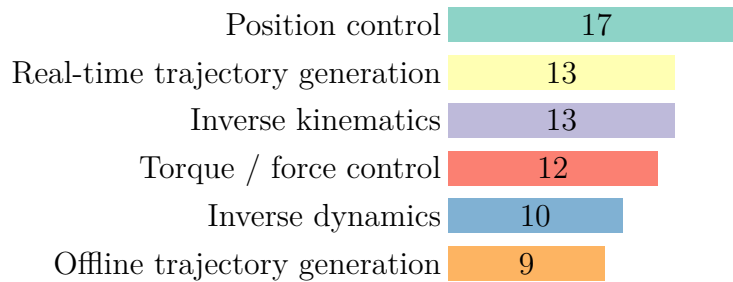 Position control 17
Real-time trajectory generation 13
Inverse kinematics 13
Torque / force control 12
Inverse dynamics 10
Offline trajectory generation 9